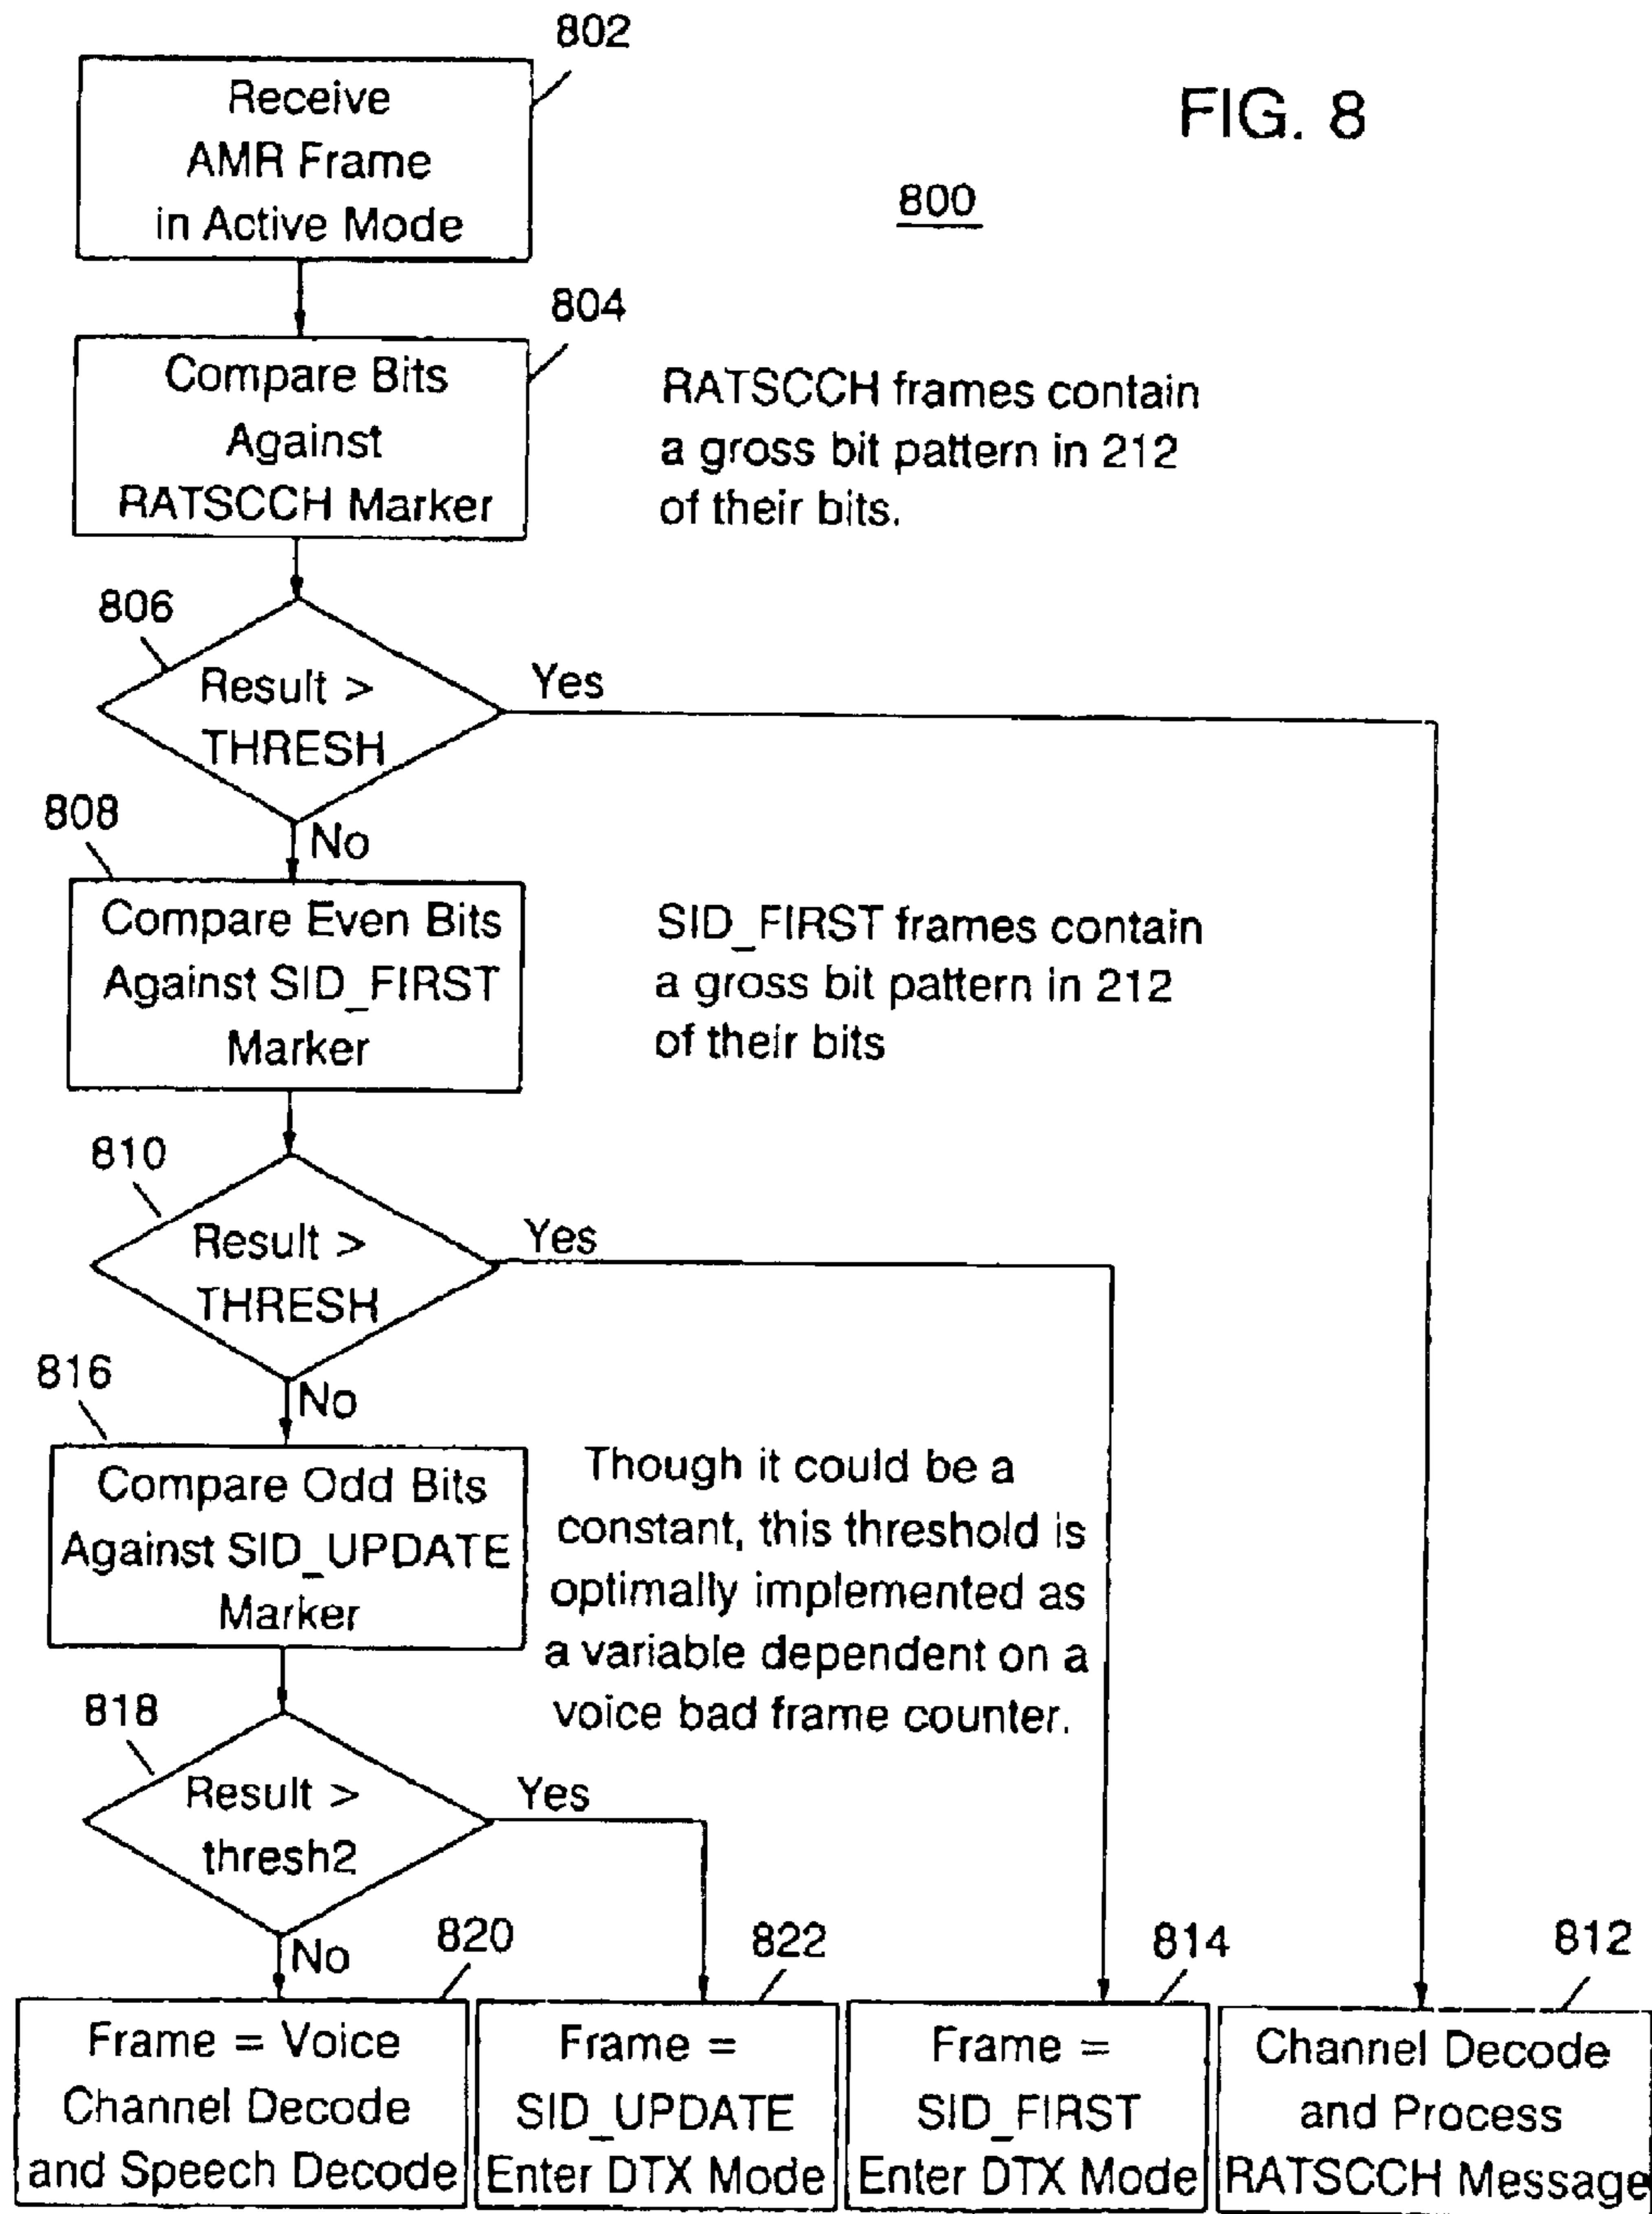 802
FIG. 8
Receive
AMR Frame
in Active Mode
800
804
Compare Bits
Against
RATSCCH Marker
RATSCCH frames contain
a gross bit pattern in 212
of their bits.
806
Result >
THRESH
Yes
No
808
Compare Even Bits
Against SID_FIRST
Marker
SID_FIRST frames contain
a gross bit pattern in 212
of their bits
810
Result >
THRESH
Yes
No
816
Compare Odd Bits
Against SID_UPDATE
Marker
Though it could be a
constant, this threshold is
optimally implemented as
a variable dependent on a
voice bad frame counter.
818
Result >
thresh2
Yes
No
820
822
814
812
Frame = Voice
Channel Decode
and Speech Decode
Frame =
SID_UPDATE
Enter DTX Mode
Frame =
SID_FIRST
Enter DTX Mode
Channel Decode
and Process
RATSCCH Message